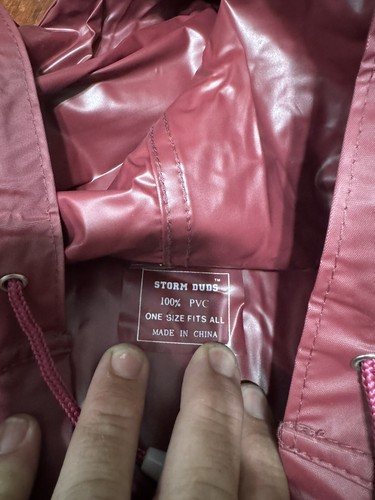 STORM DUDS™
100% PVC
ONE SIZE FITS ALL
MADE IN CHINA